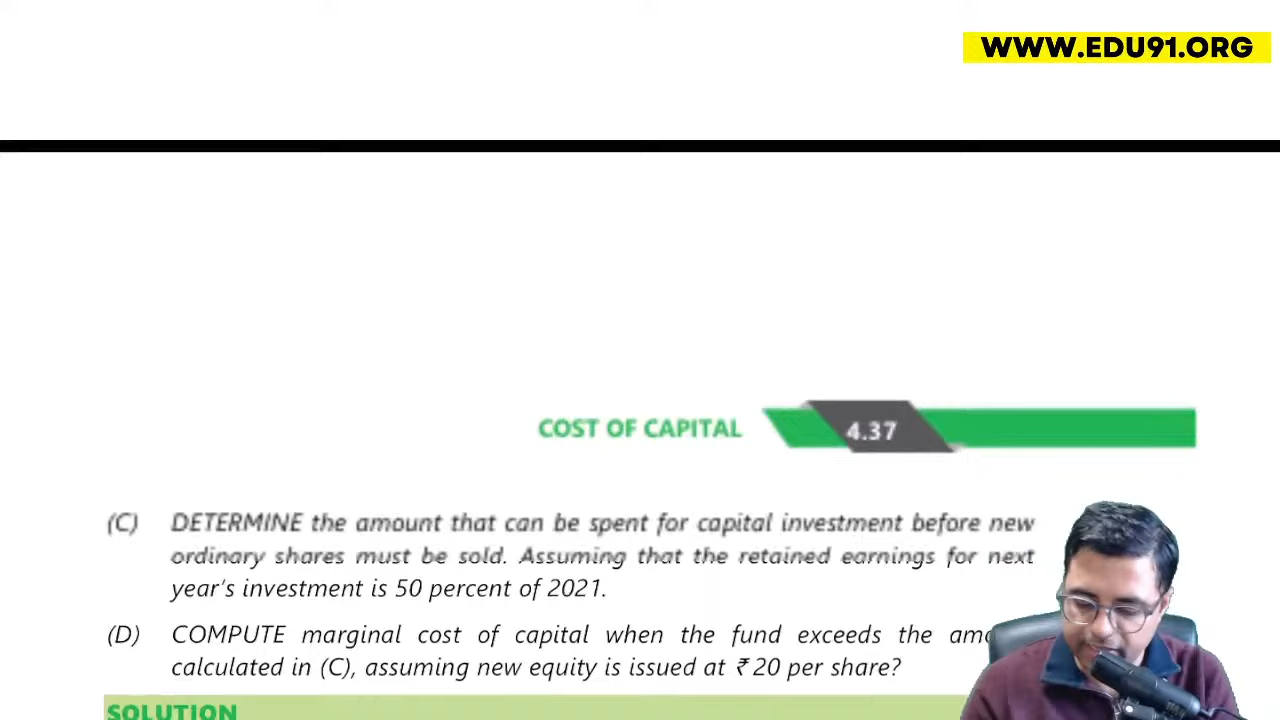 WWW.EDU91.ORG
COST OF CAPITAL 4.37
(C) DETERMINE the amount that can be spent for capital investment before new
ordinary shares must be sold. Assuming that the retained earnings for next
year's investment is 50 percent of 2021.
(D) COMPUTE marginal cost of capital when the fund exceeds the
calculated in (C), assuming new equity is issued at ₹ 20 per share?
SOLUTION